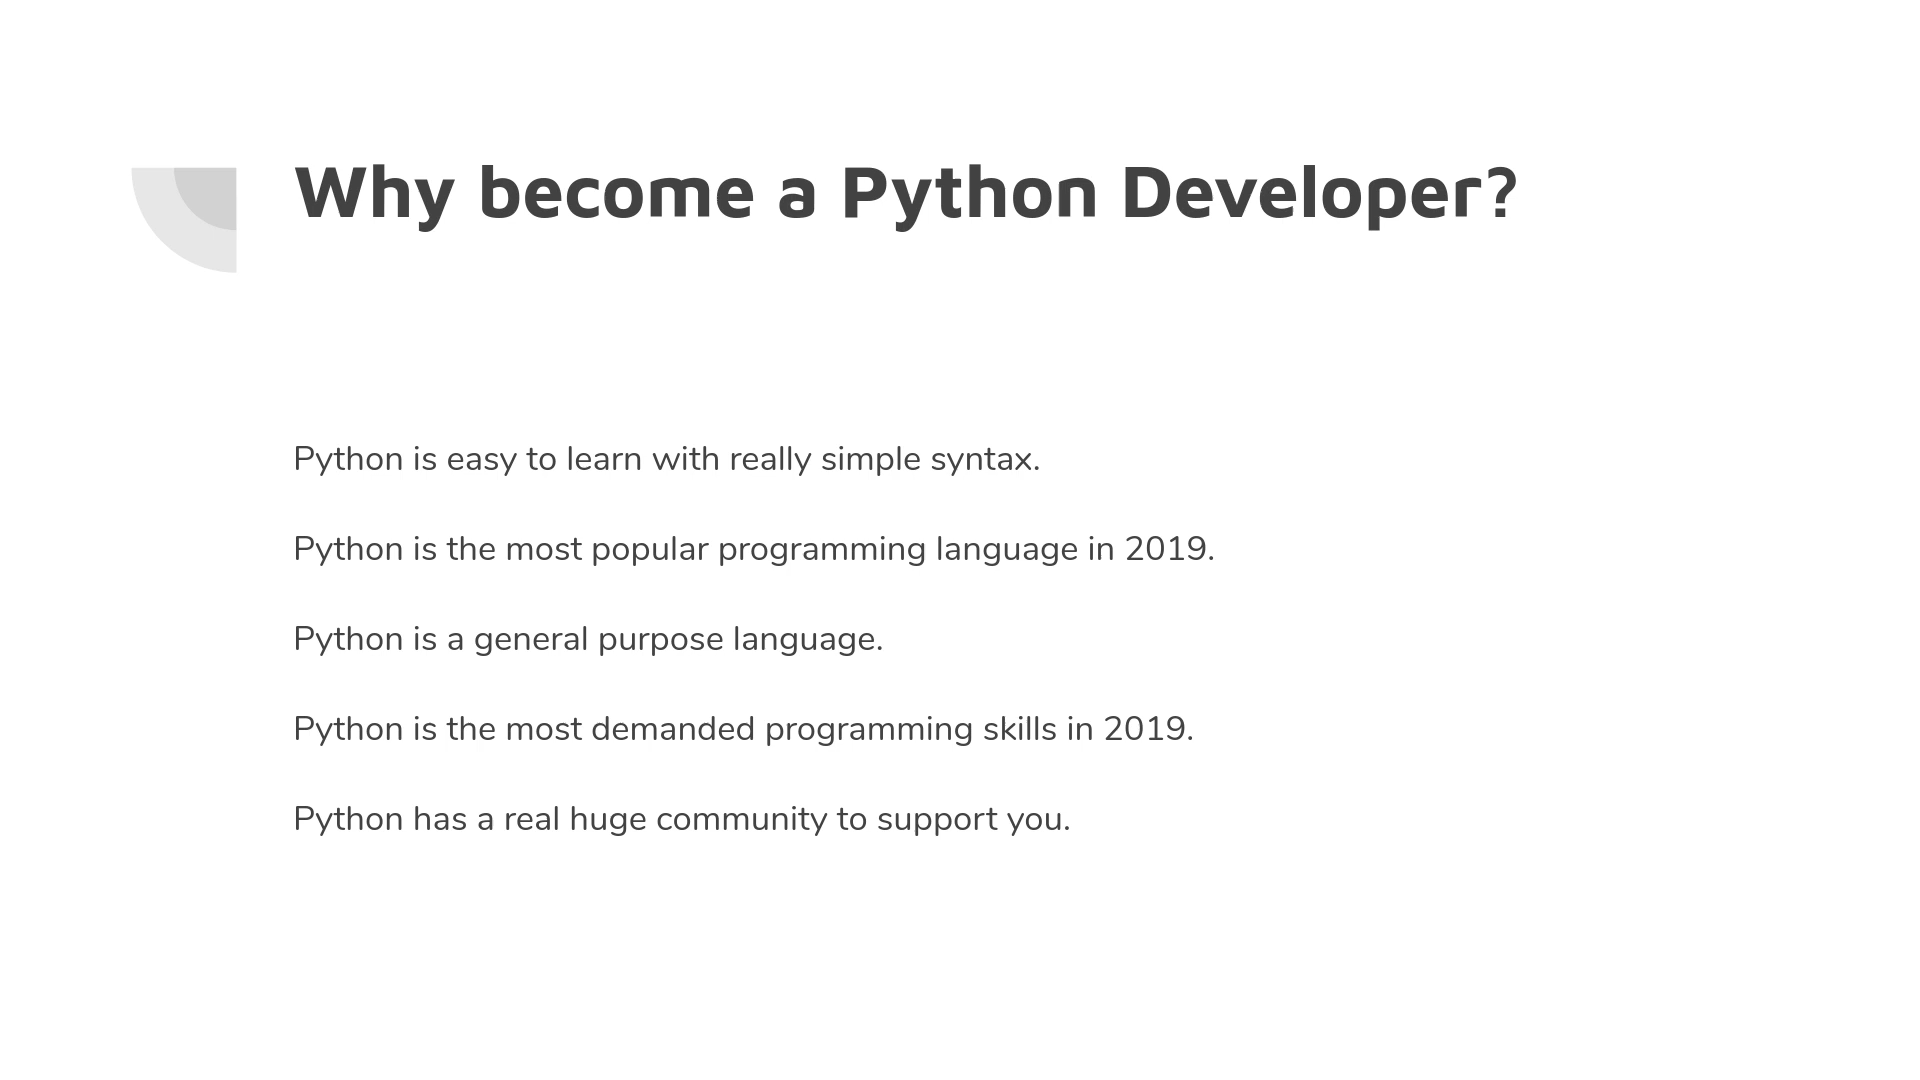 Why become a Python Developer?
Python is easy to learn with really simple syntax.
Python is the most popular programming language in 2019.
Python is a general purpose language.
Python is the most demanded programming skills in 2019.
Python has a real huge community to support you.